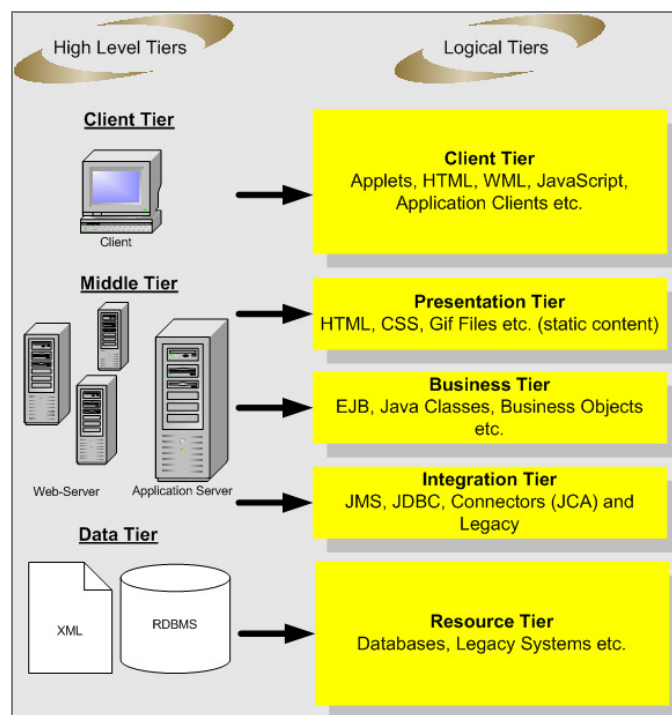 High Level Tiers
Logical Tiers
Client Tier
Client
Client Tier
Applets, HTML, WML, JavaScript,
Application Clients etc.
Middle Tier
Web-Server
Application Server
Presentation Tier
HTML, CSS, Gif Files etc. (static content)
Business Tier
EJB, Java Classes, Business Objects
etc.
Integration Tier
JMS, JDBC, Connectors (JCA) and
Legacy
Data Tier
XML
RDBMS
Resource Tier
Databases, Legacy Systems etc.